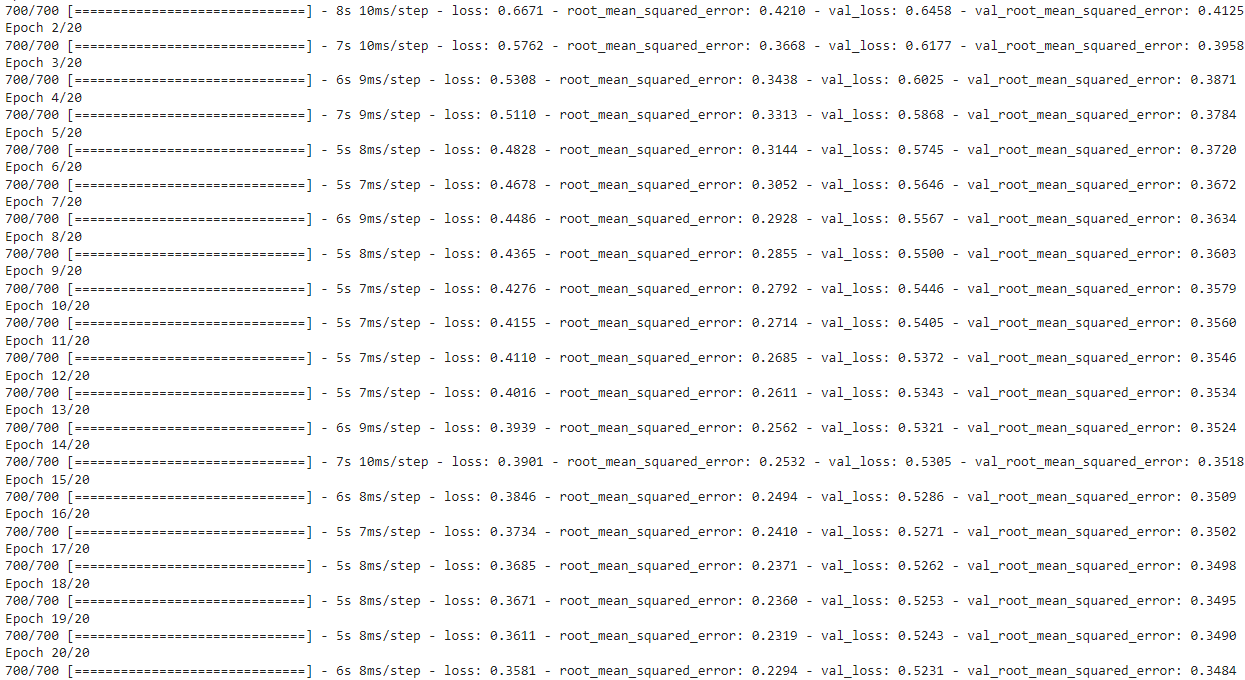 700/700 [==============================] - 8s 10ms/step - loss: 0.6671 - root_mean_squared_error: 0.4210 - val_loss: 0.6458 - val_root_mean_squared_error: 0.4125
Epoch 2/20
700/700 [==============================] - 7s 10ms/step - loss: 0.5762 - root_mean_squared_error: 0.3668 - val_loss: 0.6177 - val_root_mean_squared_error: 0.3958
Epoch 3/20
700/700 [==============================] - 6s 9ms/step - loss: 0.5308 - root_mean_squared_error: 0.3438 - val_loss: 0.6025 - val_root_mean_squared_error: 0.3871
Epoch 4/20
700/700 [==============================] - 7s 9ms/step - loss: 0.5110 - root_mean_squared_error: 0.3313 - val_loss: 0.5868 - val_root_mean_squared_error: 0.3784
Epoch 5/20
700/700 [==============================] - 5s 8ms/step - loss: 0.4828 - root_mean_squared_error: 0.3144 - val_loss: 0.5745 - val_root_mean_squared_error: 0.3720
Epoch 6/20
700/700 [==============================] - 5s 7ms/step - loss: 0.4678 - root_mean_squared_error: 0.3052 - val_loss: 0.5646 - val_root_mean_squared_error: 0.3672
Epoch 7/20
700/700 [==============================] - 6s 9ms/step - loss: 0.4486 - root_mean_squared_error: 0.2928 - val_loss: 0.5567 - val_root_mean_squared_error: 0.3634
Epoch 8/20
700/700 [==============================] - 5s 8ms/step - loss: 0.4365 - root_mean_squared_error: 0.2855 - val_loss: 0.5500 - val_root_mean_squared_error: 0.3603
Epoch 9/20
700/700 [==============================] - 5s 7ms/step - loss: 0.4276 - root_mean_squared_error: 0.2792 - val_loss: 0.5446 - val_root_mean_squared_error: 0.3579
Epoch 10/20
700/700 [==============================] - 5s 7ms/step - loss: 0.4155 - root_mean_squared_error: 0.2714 - val_loss: 0.5405 - val_root_mean_squared_error: 0.3560
Epoch 11/20
700/700 [==============================] - 5s 7ms/step - loss: 0.4110 - root_mean_squared_error: 0.2685 - val_loss: 0.5372 - val_root_mean_squared_error: 0.3546
Epoch 12/20
700/700 [==============================] - 5s 7ms/step - loss: 0.4016 - root_mean_squared_error: 0.2611 - val_loss: 0.5343 - val_root_mean_squared_error: 0.3534
Epoch 13/20
700/700 [==============================] - 6s 9ms/step - loss: 0.3939 - root_mean_squared_error: 0.2562 - val_loss: 0.5321 - val_root_mean_squared_error: 0.3524
Epoch 14/20
700/700 [==============================] - 7s 10ms/step - loss: 0.3901 - root_mean_squared_error: 0.2532 - val_loss: 0.5305 - val_root_mean_squared_error: 0.3518
Epoch 15/20
700/700 [==============================] - 6s 8ms/step - loss: 0.3846 - root_mean_squared_error: 0.2494 - val_loss: 0.5286 - val_root_mean_squared_error: 0.3509
Epoch 16/20
700/700 [==============================] - 5s 7ms/step - loss: 0.3734 - root_mean_squared_error: 0.2410 - val_loss: 0.5271 - val_root_mean_squared_error: 0.3502
Epoch 17/20
700/700 [==============================] - 5s 8ms/step - loss: 0.3685 - root_mean_squared_error: 0.2371 - val_loss: 0.5262 - val_root_mean_squared_error: 0.3498
Epoch 18/20
700/700 [==============================] - 5s 8ms/step - loss: 0.3671 - root_mean_squared_error: 0.2360 - val_loss: 0.5253 - val_root_mean_squared_error: 0.3495
Epoch 19/20
700/700 [==============================] - 5s 8ms/step - loss: 0.3611 - root_mean_squared_error: 0.2319 - val_loss: 0.5243 - val_root_mean_squared_error: 0.3490
Epoch 20/20
700/700 [==============================] - 6s 8ms/step - loss: 0.3581 - root_mean_squared_error: 0.2294 - val_loss: 0.5231 - val_root_mean_squared_error: 0.3484